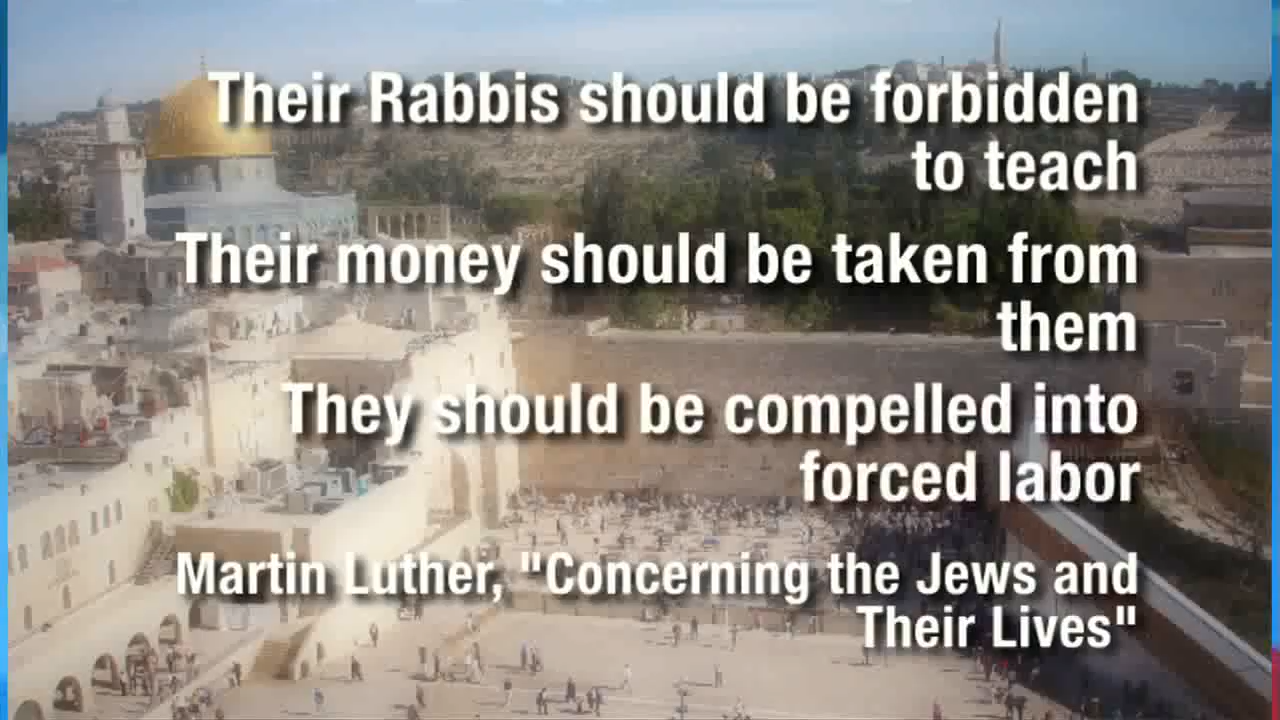 Their Rabbis should be forbidden
to teach
Their money should be taken from
them
They should be compelled into
forced labor
Martin Luther, "Concerning the Jews and
Their Lives"